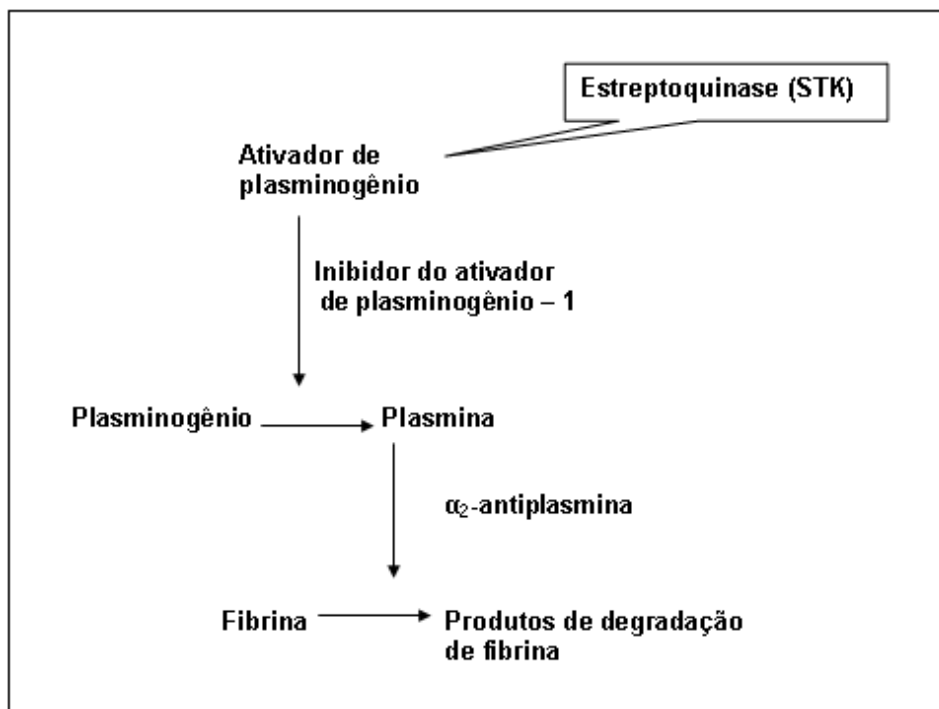 Estreptoquinase (STK)
Ativador de
plasminogênio
Inibidor do ativador
de plasminogênio – 1
Plasminogênio
Plasmina
α₂-antiplasmina
Fibrina
Produtos de degradação
de fibrina